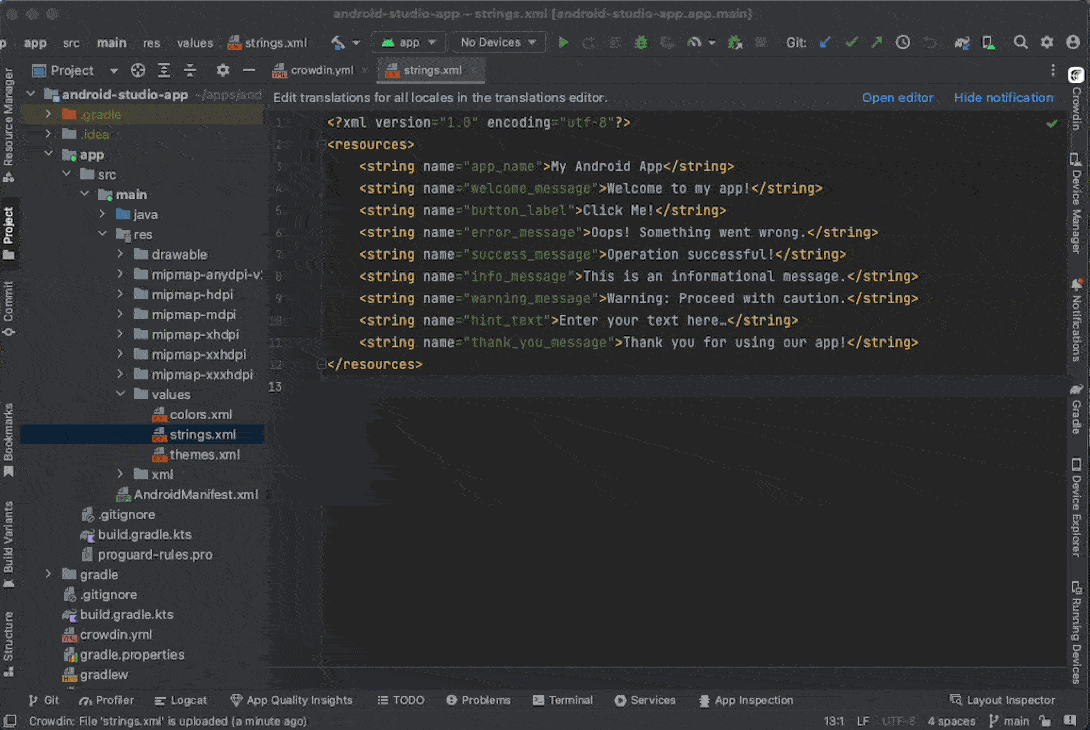 android-studio-app – strings.xml [android-studio-app.app.main]
app src main res values strings.xml app No Devices Git:
Project crowdin.yml strings.xml
Edit translations for all locales in the translations editor. Open editor Hide notification
android-studio-app ~/apps/and
.gradle
.idea
app
src
main
java
res
drawable
mipmap-anydpi-v
mipmap-hdpi
mipmap-mdpi
mipmap-xhdpi
mipmap-xxhdpi
mipmap-xxxhdpi
values
colors.xml
strings.xml
themes.xml
xml
AndroidManifest.xml
.gitignore
build.gradle.kts
proguard-rules.pro
gradle
.gitignore
build.gradle.kts
crowdin.yml
gradle.properties
gradlew
1 <?xml version="1.0" encoding="utf-8"?>
2 <resources>
3 <string name="app_name">My Android App</string>
4 <string name="welcome_message">Welcome to my app!</string>
5 <string name="button_label">Click Me!</string>
6 <string name="error_message">Oops! Something went wrong.</string>
7 <string name="success_message">Operation successful!</string>
8 <string name="info_message">This is an informational message.</string>
9 <string name="warning_message">Warning: Proceed with caution.</string>
10 <string name="hint_text">Enter your text here…</string>
11 <string name="thank_you_message">Thank you for using our app!</string>
12 </resources>
13
Resource Manager
Project
Commit
Bookmarks
Build Variants
Structure
Crowdin
Device Manager
Notifications
Gradle
Device Explorer
Running Devices
Git Profiler Logcat App Quality Insights TODO Problems Terminal Services App Inspection Layout Inspector
Crowdin: File 'strings.xml' is uploaded (a minute ago) 13:1 LF UTF-8 4 spaces main